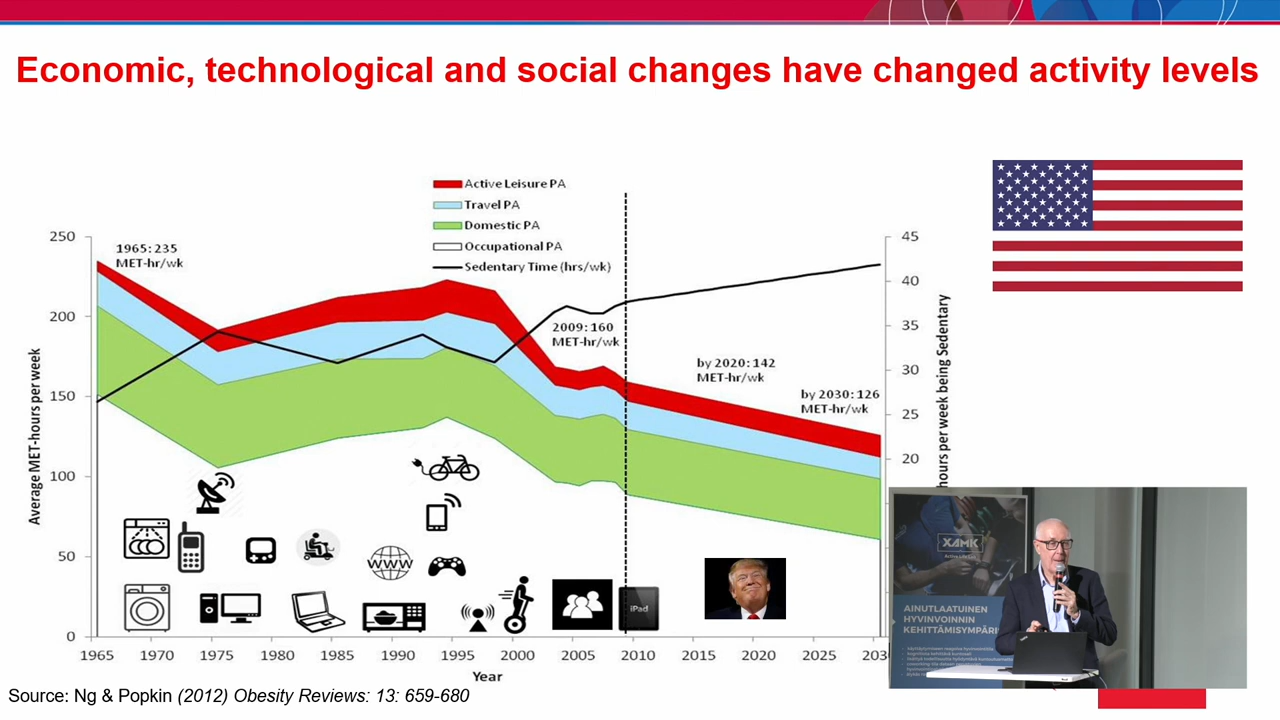 Economic, technological and social changes have changed activity levels
Active Leisure PA
Travel PA
Domestic PA
Occupational PA
Sedentary Time (hrs/wk)
250
200
150
100
50
0
Average MET-hours per week
1965: 235
MET-hr/wk
2009: 160
MET-hr/wk
by 2020: 142
MET-hr/wk
by 2030: 126
MET-hr/wk
45
40
35
30
25
20
hours per week being Sedentary
WWW
iPad
1965
1970
1975
1980
1985
1990
1995
2000
2005
2010
2015
2020
2025
203
Year
Source: Ng & Popkin (2012) Obesity Reviews: 13: 659-680
XAMK
AINUTLAATUINEN
HYVINVOINNIN
KEHITTÄMISYMPÄRI